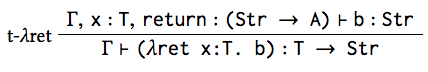 t-λret
Γ, x : T, return : (Str → A) ⊢ b : Str
Γ ⊢ (λret x:T. b) : T → Str